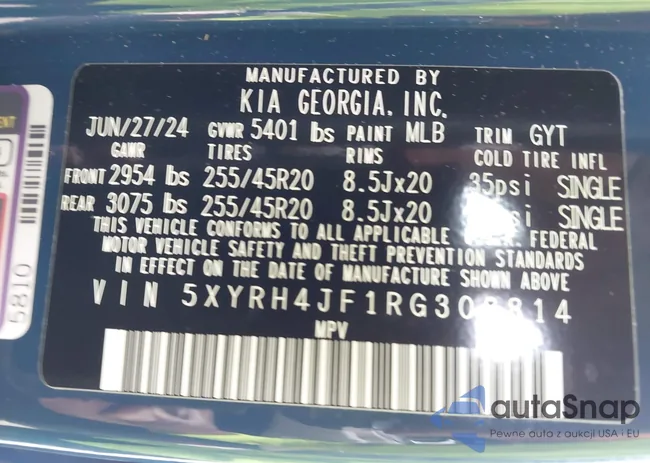 MANUFACTURED BY
KIA GEORGIA, INC.
JUN/27/24 GVWR 5401 lbs PAINT MLB TRIM GYT
GAWR TIRES RIMS COLD TIRE INFL
FRONT 2954 lbs 255/45R20 8.5Jx20 35psi SINGLE
REAR 3075 lbs 255/45R20 8.5Jx20 SINGLE
THIS VEHICLE CONFORMS TO ALL APPLICABLE FEDERAL
MOTOR VEHICLE SAFETY AND THEFT PREVENTION STANDARDS
IN EFFECT ON THE DATE OF MANUFACTURE SHOWN ABOVE
VIN
MPV
5810
autaSnap
Pewne auta z aukcji USA i EU